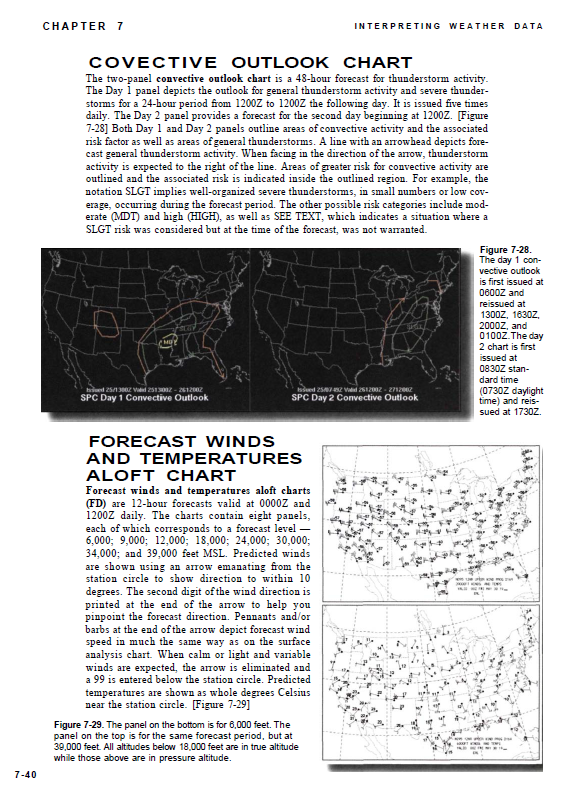 CHAPTER 7
INTERPRETING WEATHER DATA
COVECTIVE OUTLOOK CHART
The two-panel convective outlook chart is a 48-hour forecast for thunderstorm activity.
The Day 1 panel depicts the outlook for general thunderstorm activity and severe thunder-
storms for a 24-hour period from 1200Z to 1200Z the following day. It is issued five times
daily. The Day 2 panel provides a forecast for the second day beginning at 1200Z. [Figure
7-28] Both Day 1 and Day 2 panels outline areas of convective activity and the associated
risk factor as well as areas of general thunderstorms. A line with an arrowhead depicts fore-
cast general thunderstorm activity. When facing in the direction of the arrow, thunderstorm
activity is expected to the right of the line. Areas of greater risk for convective activity are
outlined and the associated risk is indicated inside the outlined region. For example, the
notation SLGT implies well-organized severe thunderstorms, in small numbers or low cov-
erage, occurring during the forecast period. The other possible risk categories include mod-
erate (MDT) and high (HIGH), as well as SEE TEXT, which indicates a situation where a
SLGT risk was considered but at the time of the forecast, was not warranted.
SPC Day 1 Convective Outlook
SPC Day 2 Convective Outlook
Figure 7-28.
The day 1 con-
vective outlook
is first issued at
0600Z and
reissued at
1300Z, 1630Z,
2000Z, and
0100Z.The day
2 chart is first
issued at
0830Z stan-
dard time
(0730Z daylight
time) and reis-
sued at 1730Z.
FORECAST WINDS
AND TEMPERATURES
ALOFT CHART
Forecast winds and temperatures aloft charts
(FD) are 12-hour forecasts valid at 0000Z and
1200Z daily. The charts contain eight panels,
each of which corresponds to a forecast level —
6,000; 9,000; 12,000; 18,000; 24,000; 30,000;
34,000; and 39,000 feet MSL. Predicted winds
are shown using an arrow emanating from the
station circle to show direction to within 10
degrees. The second digit of the wind direction is
printed at the end of the arrow to help you
pinpoint the forecast direction. Pennants and/or
barbs at the end of the arrow depict forecast wind
speed in much the same way as on the surface
analysis chart. When calm or light and variable
winds are expected, the arrow is eliminated and
a 99 is entered below the station circle. Predicted
temperatures are shown as whole degrees Celsius
near the station circle. [Figure 7-29]
Figure 7-29. The panel on the bottom is for 6,000 feet. The
panel on the top is for the same forecast period, but at
39,000 feet. All altitudes below 18,000 feet are in true altitude
while those above are in pressure altitude.
7-40